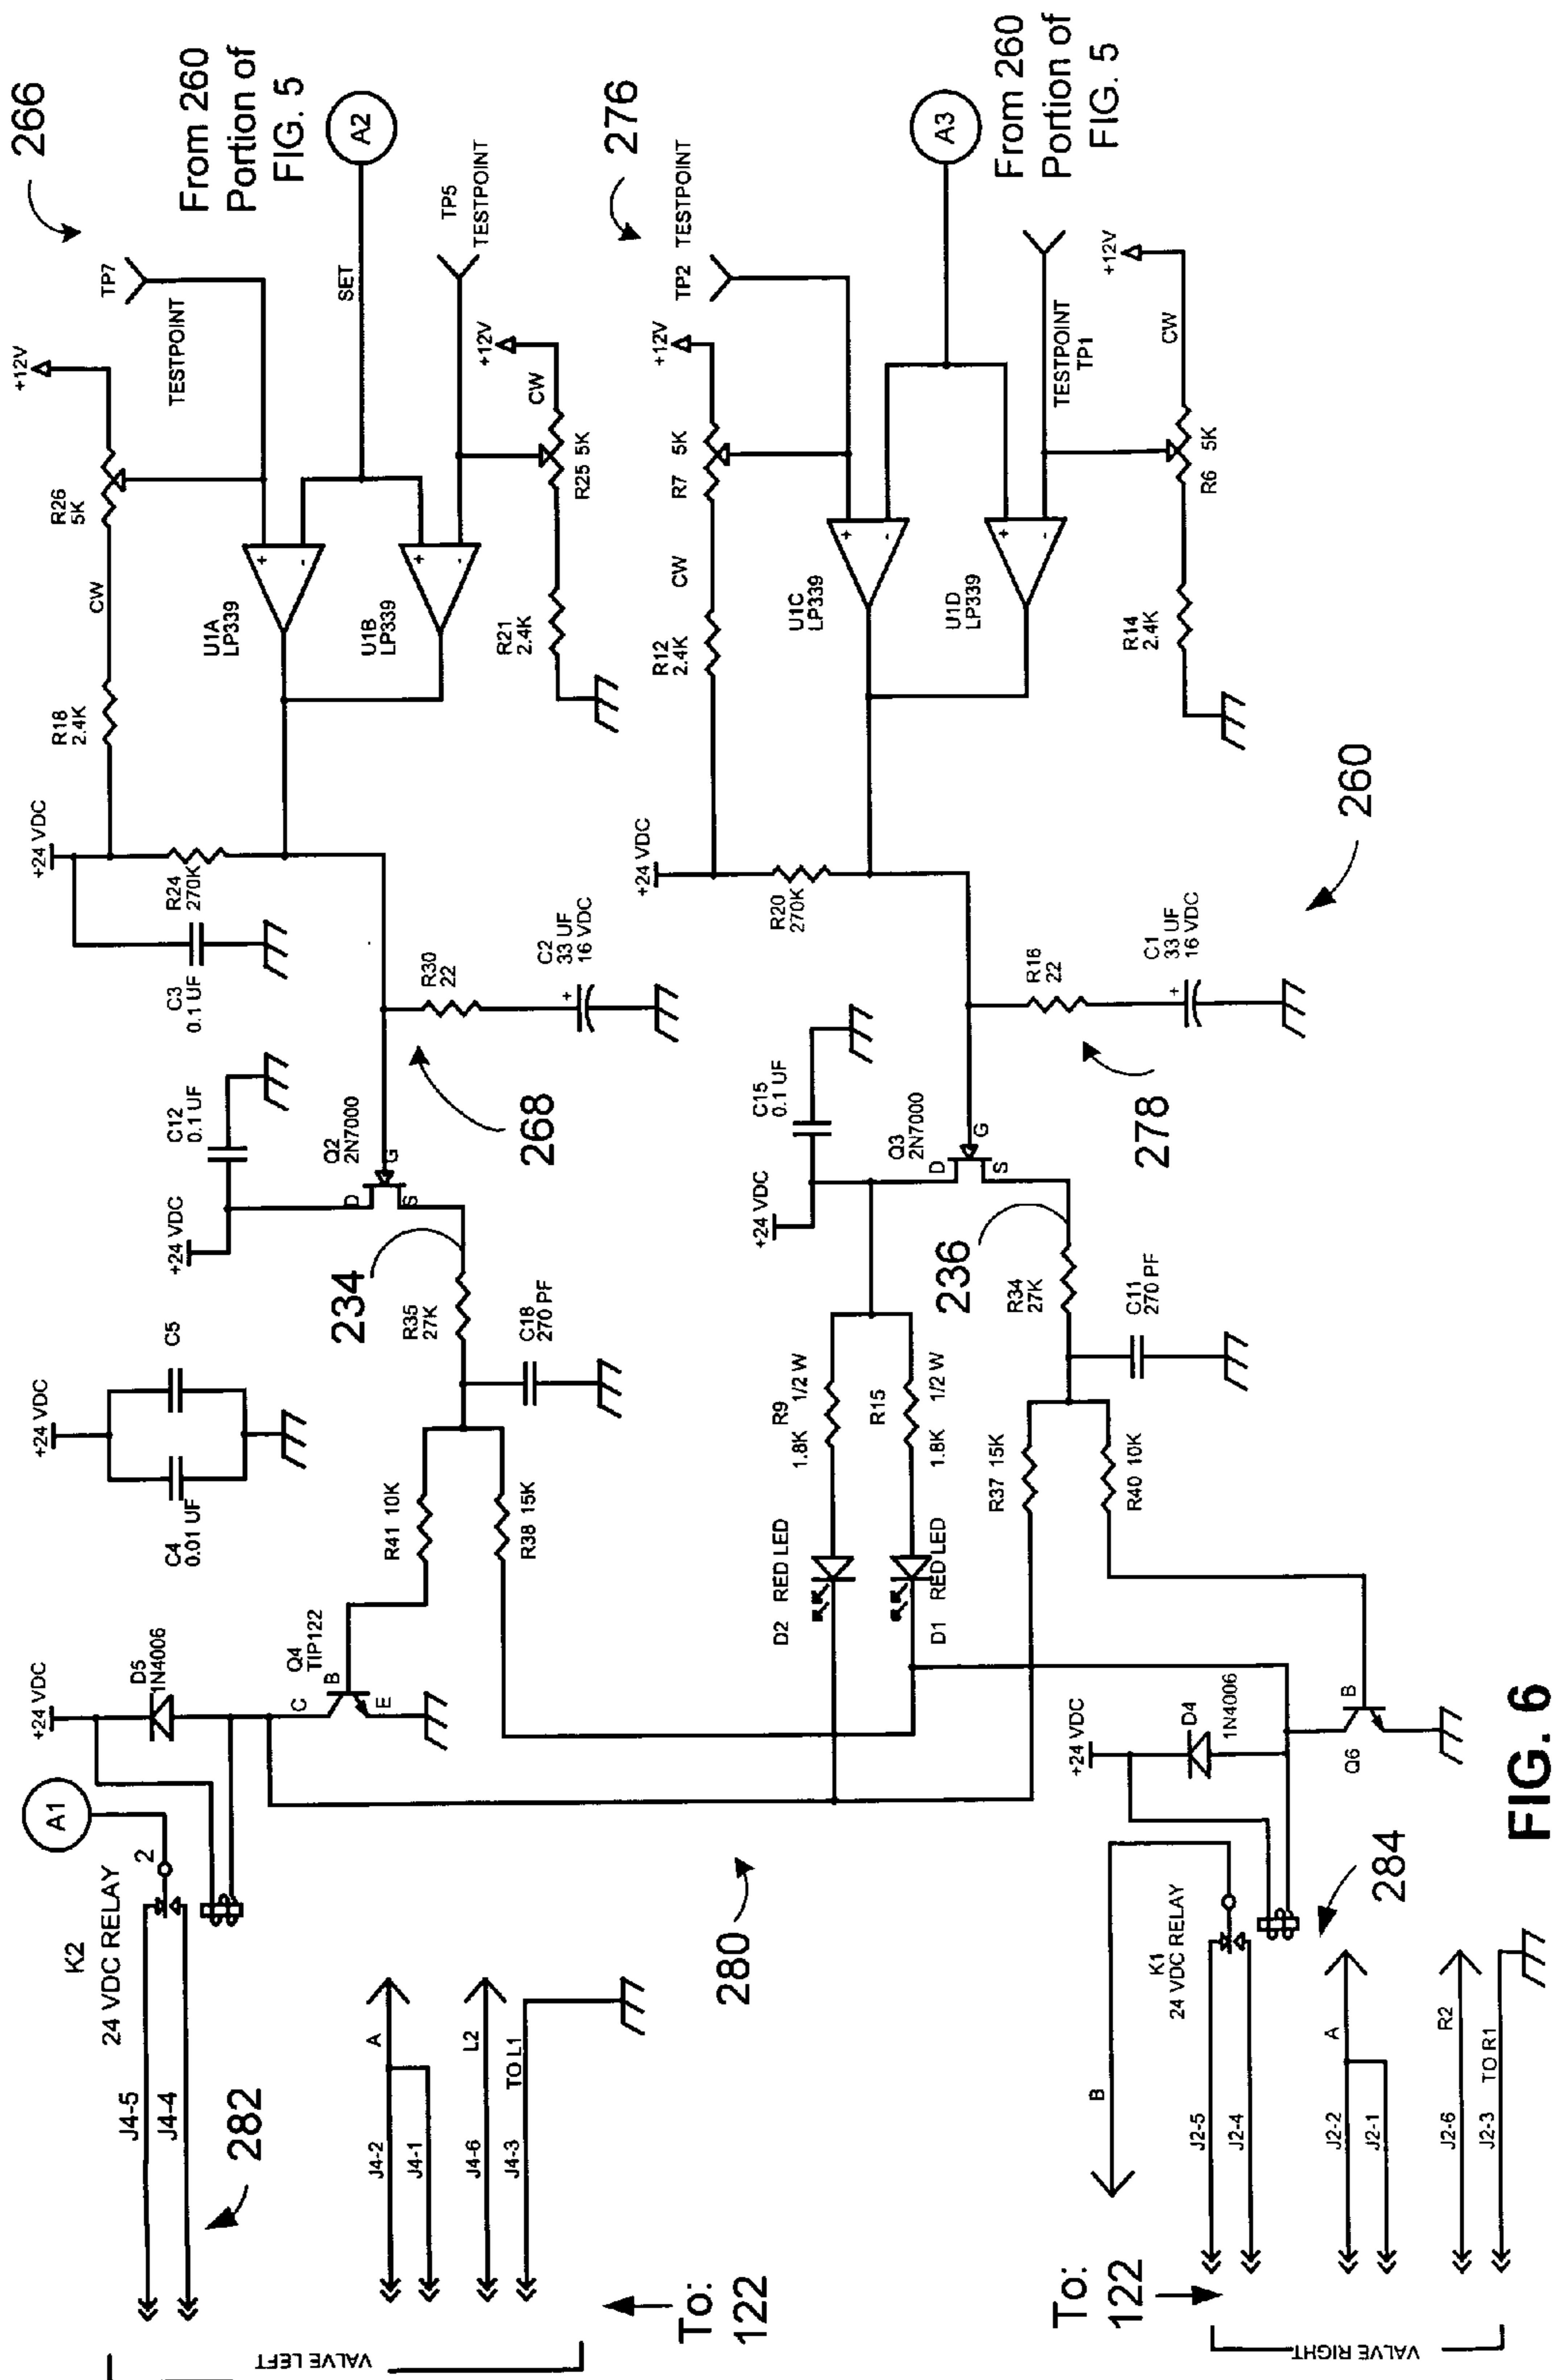 266
From 260
Portion of
FIG. 5
A2
TP7
TESTPOINT
+12V
R26
5K
CW
R18
2.4K
SET
TP5
TESTPOINT
+12V
CW
R25 5K
R21
2.4K
+
-
U1A
LP339
+
-
U1B
LP339
+24 VDC
R24
270K
C3
0.1 UF
R30
22
+
C2
33 UF
16 VDC
C12
0.1 UF
+24 VDC
Q2
2N7000
G
D
S
268
234
R35
27K
C18
270 PF
+24 VDC
C5
C4
0.01 UF
R41 10K
R38 15K
Q4
TIP122
C
B
E
+24 VDC
D5
1N4006
A1
2
K2
24 VDC RELAY
J4-5
J4-4
282
A
J4-2
J4-1
L2
J4-6
TO L1
J4-3
VALVE LEFT
To:
122
276
TP2 TESTPOINT
From 260
Portion of
FIG. 5
A3
+12V
R7 5K
CW
R12
2.4K
+
-
U1C
LP339
+
-
U1D
LP339
TESTPOINT
TP1
+12V
CW
R6 5K
R14
2.4K
260
+24 VDC
R20
270K
R16
22
+
C1
33 UF
16 VDC
278
C15
0.1 UF
+24 VDC
Q3
2N7000
G
D
S
236
R34
27K
C11
270 PF
1.8K R9 1/2 W
1.8K R15 1/2 W
R37 15K
R40 10K
D2 RED LED
D1 RED LED
+24 VDC
D4
1N4006
B
Q6
280
284
K1
24 VDC RELAY
B
J2-5
J2-4
A
J2-2
J2-1
R2
J2-6
TO R1
J2-3
VALVE RIGHT
To:
122
FIG. 6